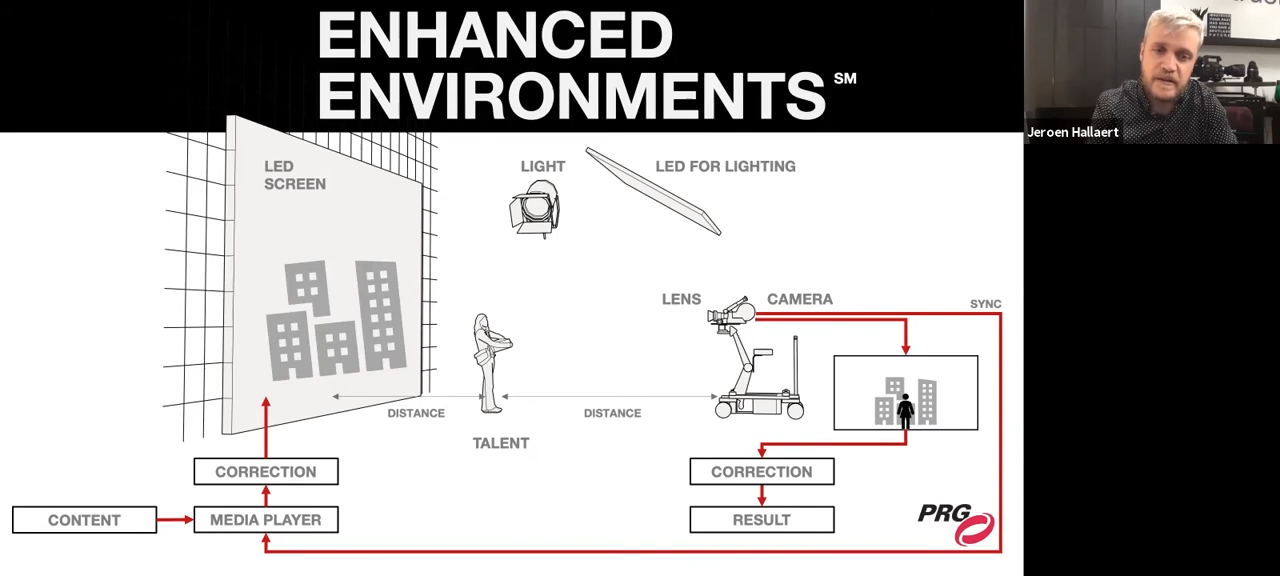 ENHANCED
ENVIRONMENTS SM
LED
SCREEN
LIGHT
LED FOR LIGHTING
LENS
CAMERA
SYNC
DISTANCE
DISTANCE
TALENT
CORRECTION
CORRECTION
CONTENT
MEDIA PLAYER
RESULT
PRG
Jeroen Hallaert